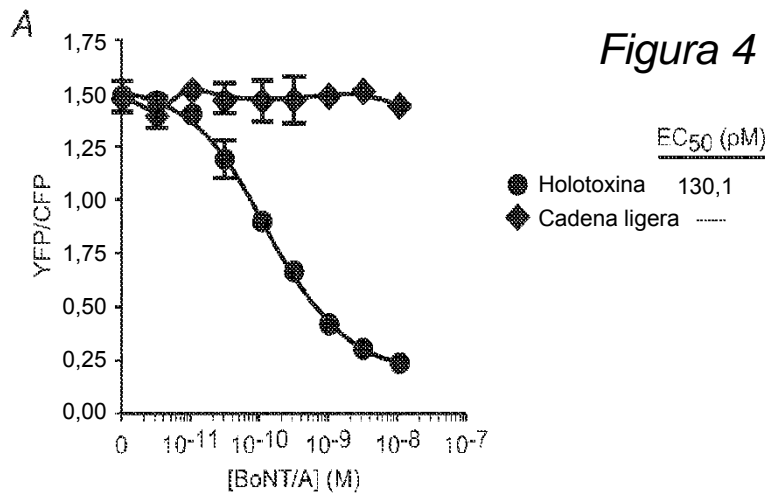 A
Figura 4
1,75
1,50
1,25
1,00
1,75
0,50
0,25
0,00
YFP/CFP
0
10-11
10-10
10-9
10-8
10-7
[BoNT/A] (M)
EC50 (pM)
Holotoxina 130,1
Cadena ligera -----